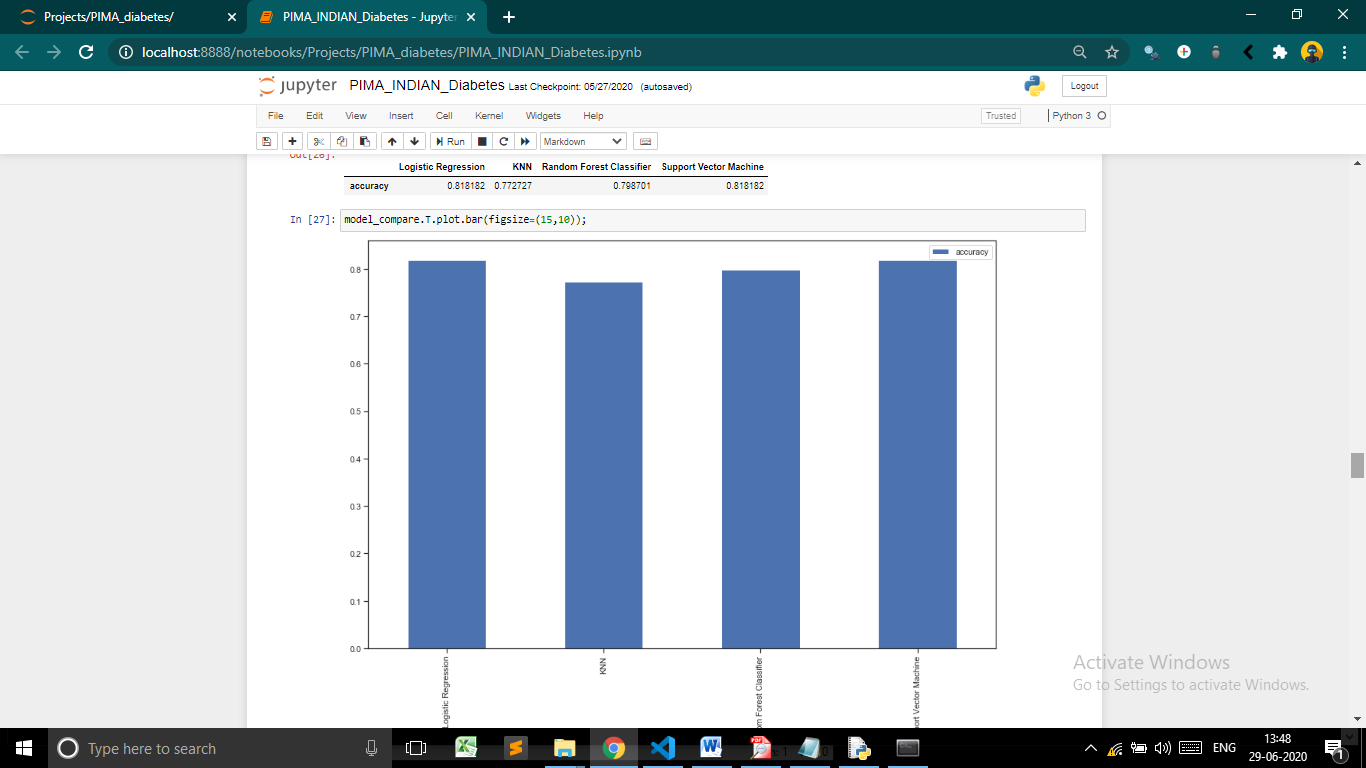 Projects/PIMA_diabetes/
PIMA_INDIAN_Diabetes - Jupyter
localhost:8888/notebooks/Projects/PIMA_diabetes/PIMA_INDIAN_Diabetes.ipynb
jupyter PIMA_INDIAN_Diabetes Last Checkpoint: 05/27/2020 (autosaved)
Logout
File Edit View Insert Cell Kernel Widgets Help
Trusted
Python 3
Run
Markdown
Out[26]:
Logistic Regression KNN Random Forest Classifier Support Vector Machine
accuracy 0.818182 0.772727 0.798701 0.818182
In [27]: model_compare.T.plot.bar(figsize=(15,10));
accuracy
0.8
0.7
0.6
0.5
0.4
0.3
0.2
0.1
0.0
Logistic Regression
KNN
m Forest Classifier
ort Vector Machine
Activate Windows
Go to Settings to activate Windows.
Type here to search
ENG
13:48
29-06-2020
1